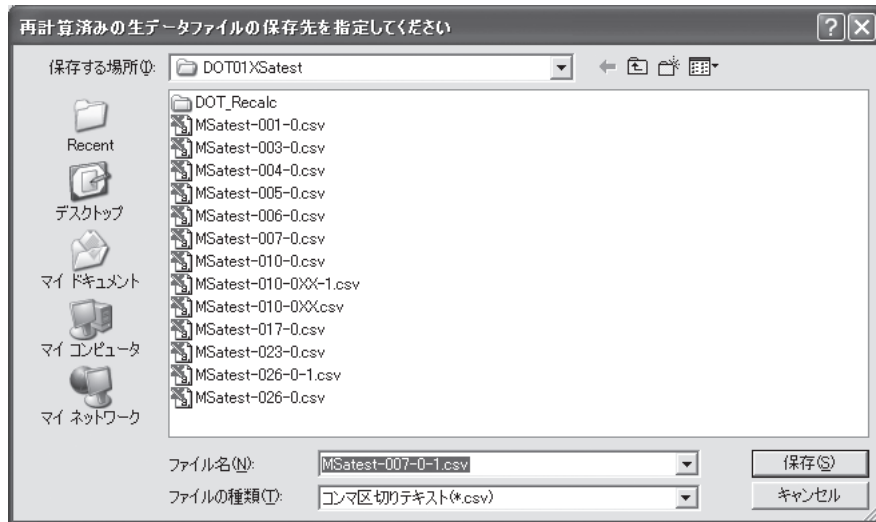 再計算済みの生データファイルの保存先を指定してください
保存する場所(I):
DOT01XSatest
Recent
デスクトップ
マイ ドキュメント
マイ コンピュータ
マイ ネットワーク
DOT_Recalc
MSatest-001-0.csv
MSatest-003-0.csv
MSatest-004-0.csv
MSatest-005-0.csv
MSatest-006-0.csv
MSatest-007-0.csv
MSatest-010-0.csv
MSatest-010-0XX-1.csv
MSatest-010-0XX.csv
MSatest-017-0.csv
MSatest-023-0.csv
MSatest-026-0-1.csv
MSatest-026-0.csv
ファイル名(N): MSatest-007-0-1.csv 保存(S)
ファイルの種類(T): コンマ区切りテキスト(*.csv) キャンセル